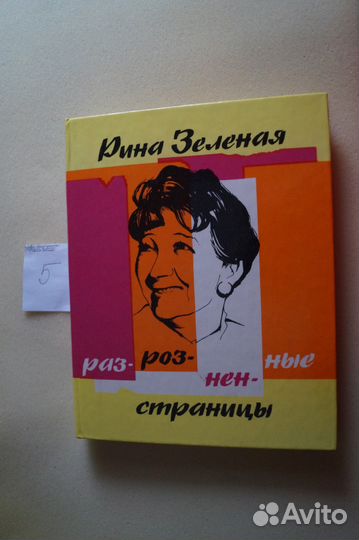 Рина Зеленая
раз-
роз-
нен-
ные
страницы
5
Avito